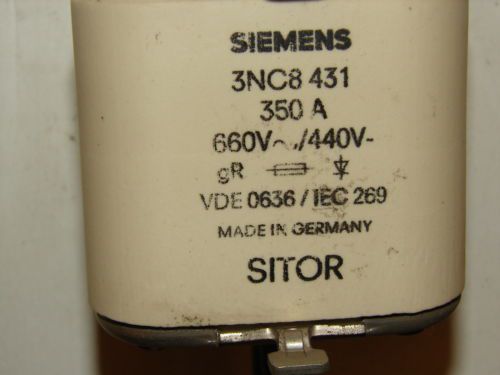 SIEMENS
3NC8 431
350 A
660V~/440V-
gR
VDE 0636 / IEC 269
MADE IN GERMANY
SITOR